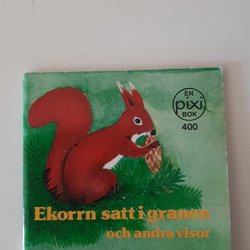 EN
pixi
BOK
400
Ekorrn satt i granen
och andra visor